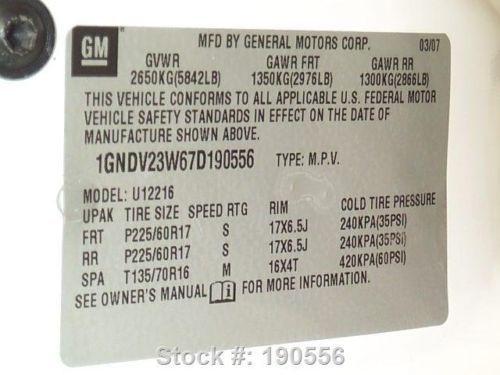 GM
MFD BY GENERAL MOTORS CORP. 03/07
GVWR GAWR FRT GAWR RR
2650KG(5842LB) 1350KG(2976LB) 1300KG(2866LB)
THIS VEHICLE CONFORMS TO ALL APPLICABLE U.S. FEDERAL MOTOR
VEHICLE SAFETY STANDARDS IN EFFECT ON THE DATE OF
MANUFACTURE SHOWN ABOVE.
1GNDV23W67D190556 TYPE: M.P.V.
MODEL: U12216
UPAK TIRE SIZE SPEED RTG RIM COLD TIRE PRESSURE
FRT P225/60R17 S 17X6.5J 240KPA(35PSI)
RR P225/60R17 S 17X6.5J 240KPA(35PSI)
SPA T135/70R16 M 16X4T 420KPA(60PSI)
SEE OWNER'S MANUAL FOR MORE INFORMATION.
Stock #: 190556